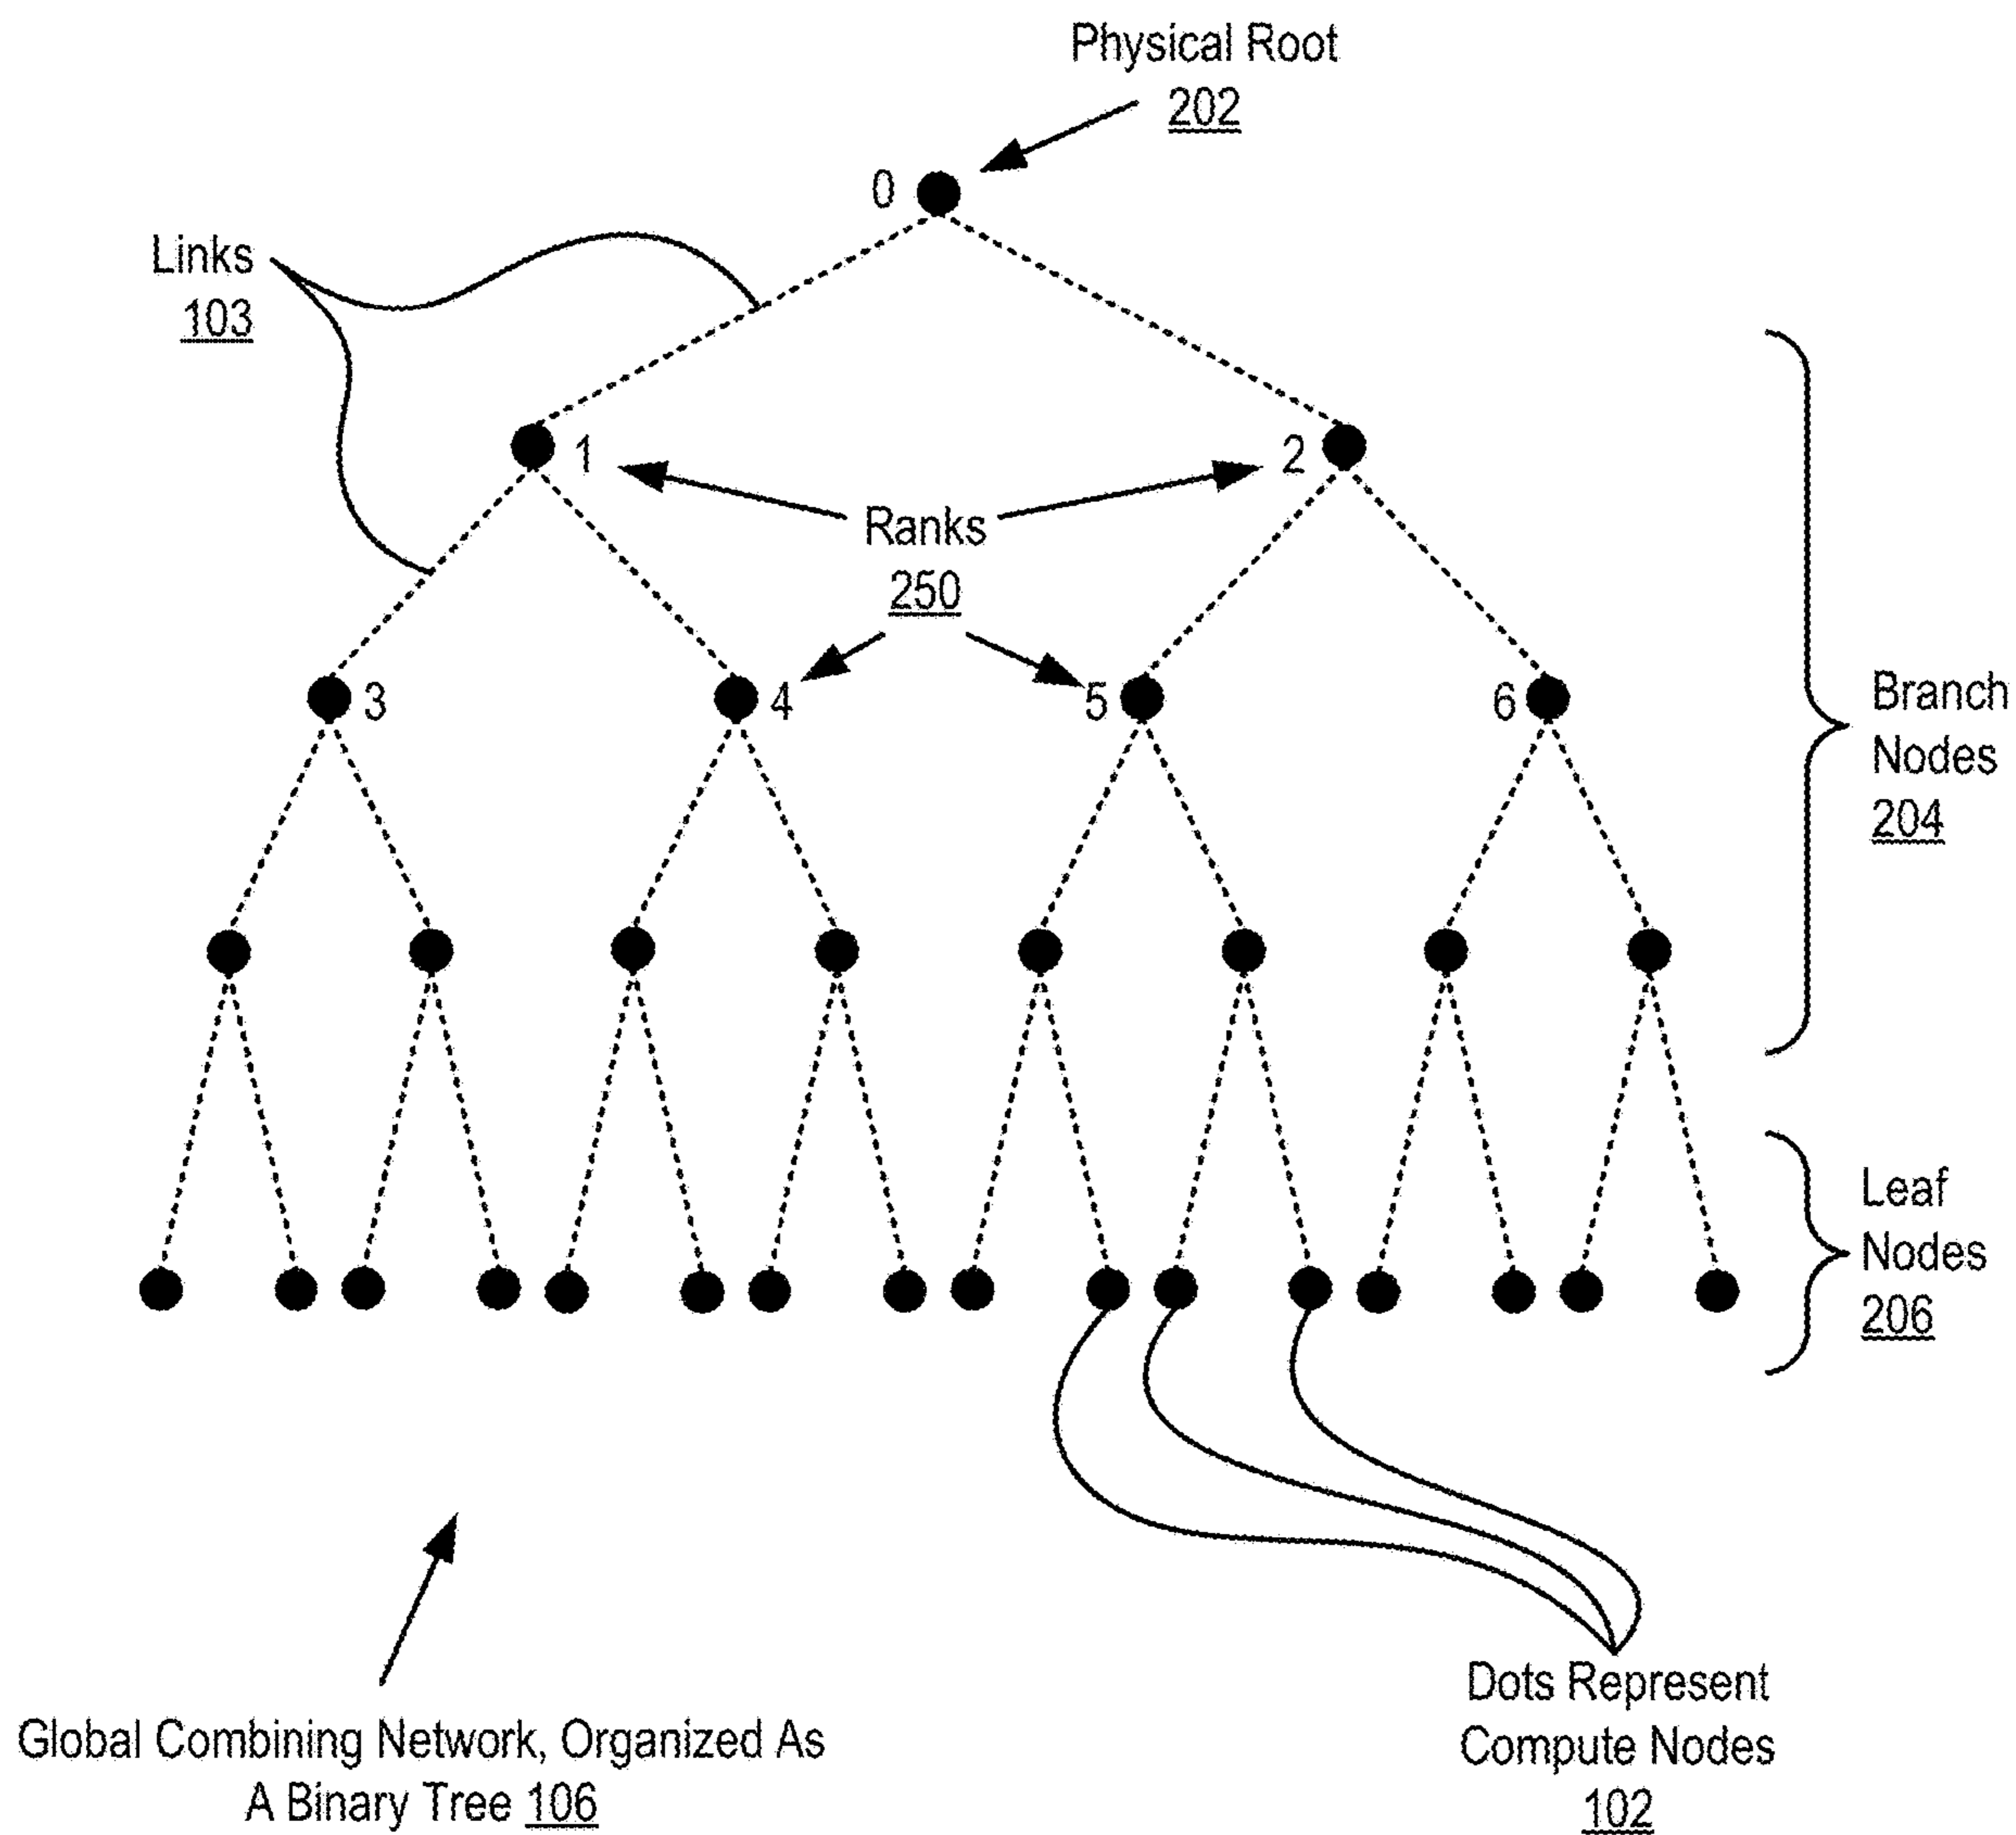 Physical Root
202
0
Links
103
1
2
Ranks
250
3
4
5
6
Branch
Nodes
204
Leaf
Nodes
206
Dots Represent
Compute Nodes
102
Global Combining Network, Organized As
A Binary Tree 106